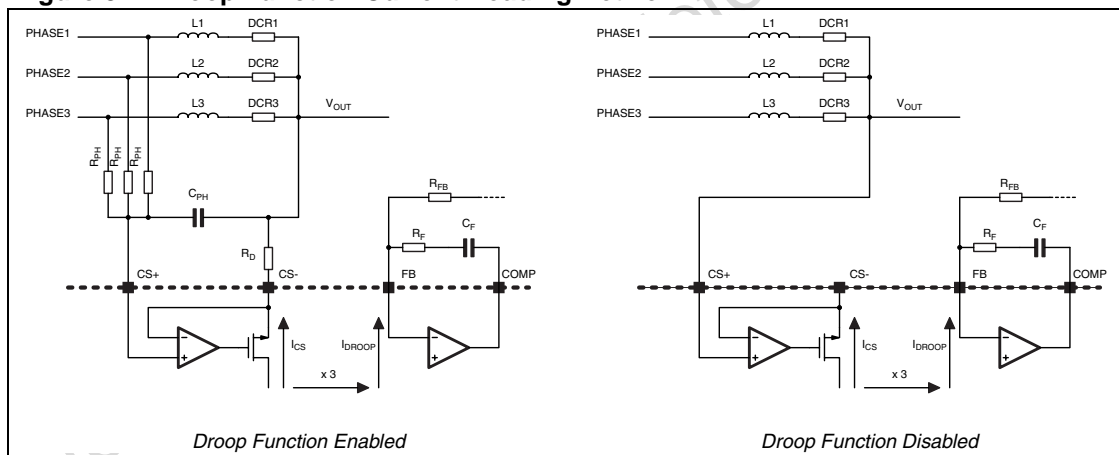 L1 DCR1
PHASE1
L2 DCR2
PHASE2
L3 DCR3
PHASE3
VOUT
RPH
RPH
RPH
CPH
RFB
RF
CF
RD
CS+
CS-
FB
COMP
ICS
IDROOP
x 3
Droop Function Enabled
L1 DCR1
PHASE1
L2 DCR2
PHASE2
L3 DCR3
PHASE3
VOUT
RFB
RF
CF
CS+
CS-
FB
COMP
ICS
IDROOP
x 3
Droop Function Disabled